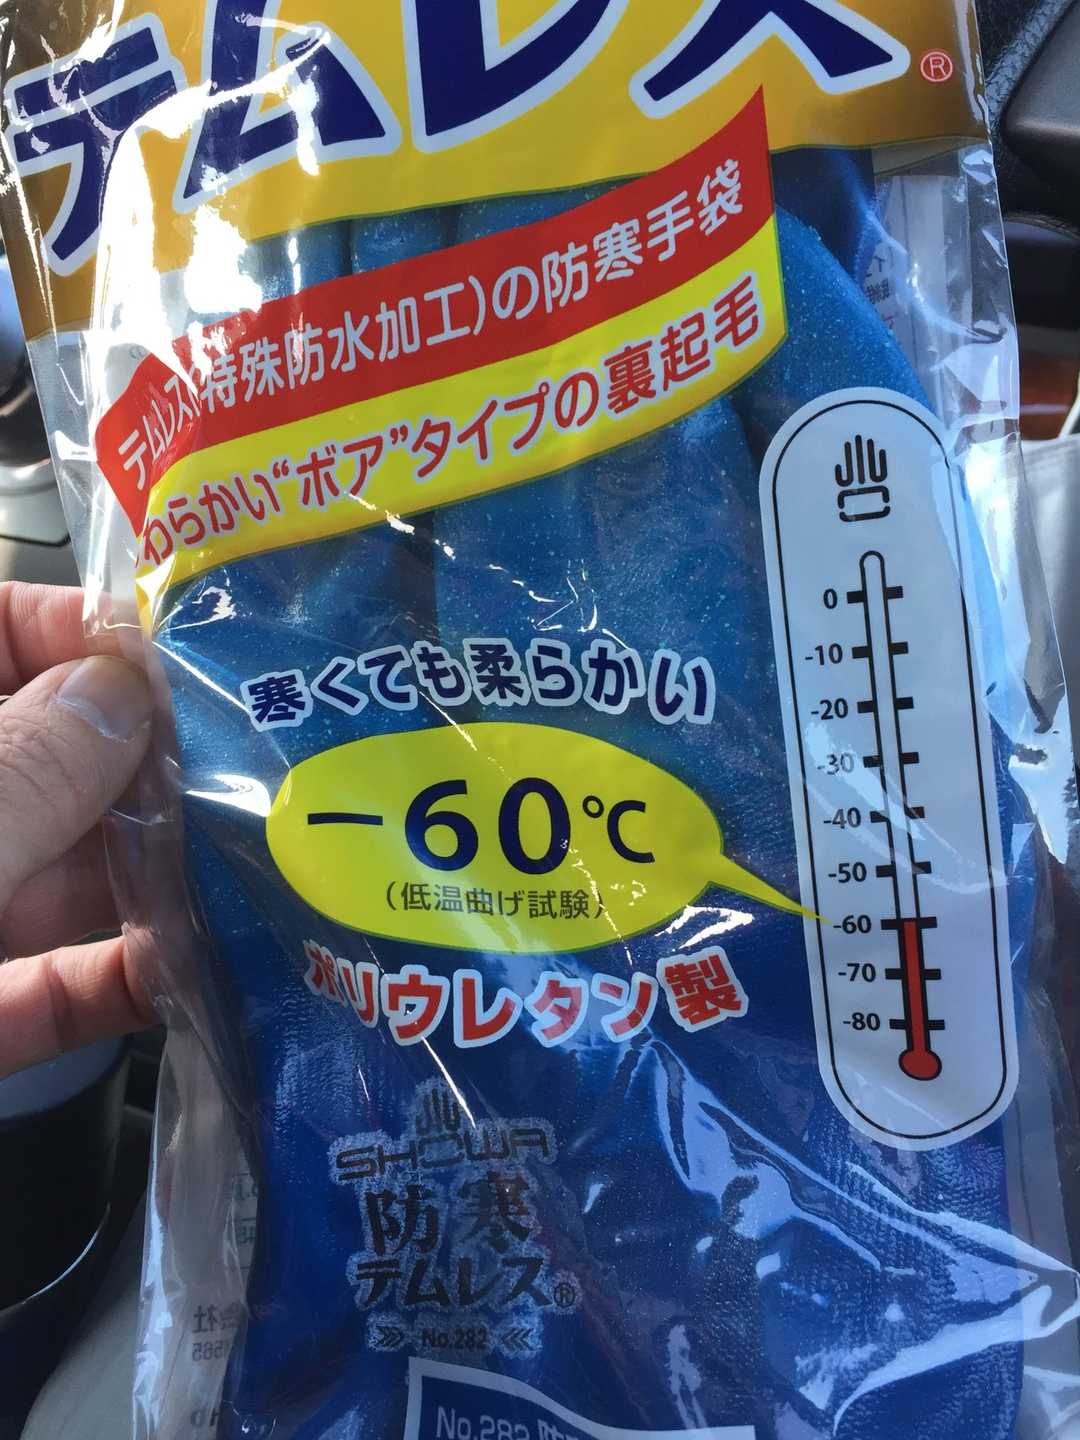 テムレス®
テムレス(特殊防水加工)の防寒手袋
わらかい“ボア”タイプの裏起毛
寒くても柔らかい
-60℃
(低温曲げ試験)
ポリウレタン製
0
-10
-20
-30
-40
-50
-60
-70
-80
SHOWA
防寒
テムレス®
No.282
No.282 防